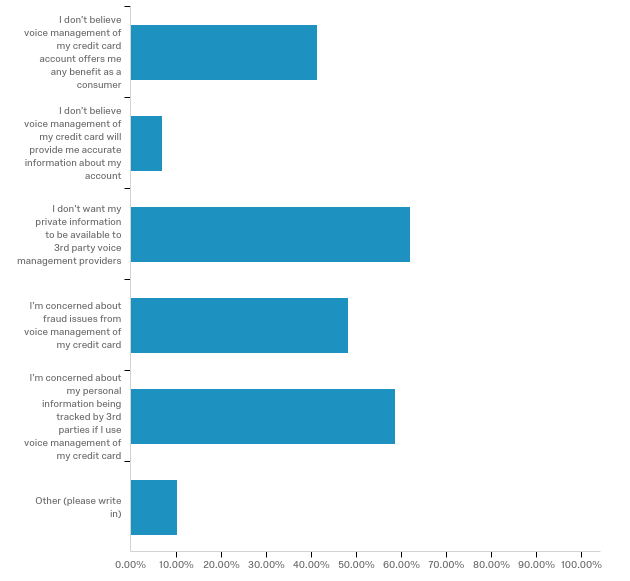 I don't believe
voice management of
my credit card
account offers me
any benefit as a
consumer
I don't believe
voice management of
my credit card will
provide me accurate
information about my
account
I don't want my
private information
to be available to
3rd party voice
management providers
I'm concerned about
fraud issues from
voice management of
my credit card
I'm concerned about
my personal
information being
tracked by 3rd
parties if I use
voice management of
my credit card
Other (please write
in)
0.00% 10.00% 20.00% 30.00% 40.00% 50.00% 60.00% 70.00% 80.00% 90.00% 100.00%